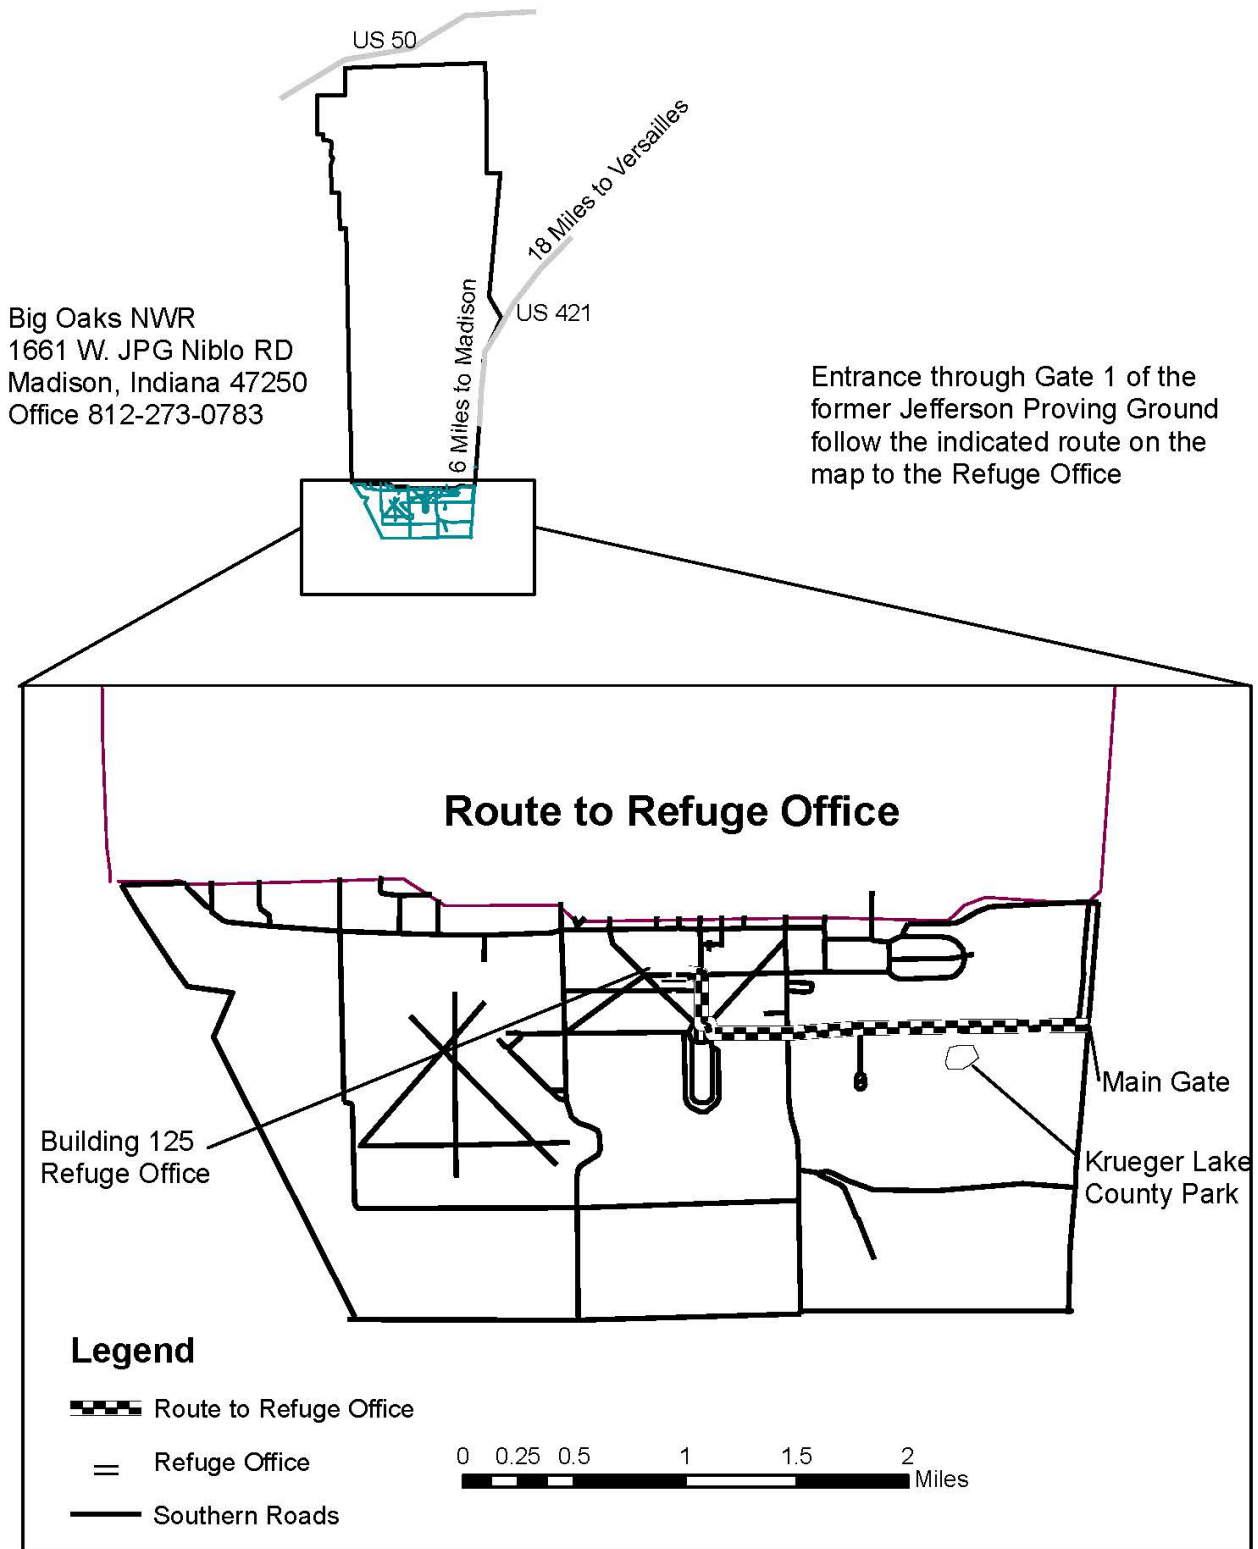 US 50
18 Miles to Versailles
US 421
6 Miles to Madison
Big Oaks NWR
1661 W. JPG Niblo RD
Madison, Indiana 47250
Office 812-273-0783
Entrance through Gate 1 of the
former Jefferson Proving Ground
follow the indicated route on the
map to the Refuge Office
Route to Refuge Office
Main Gate
Building 125
Refuge Office
Krueger Lake
County Park
Legend
Route to Refuge Office
Refuge Office
Southern Roads
0 0.25 0.5 1 1.5 2
Miles